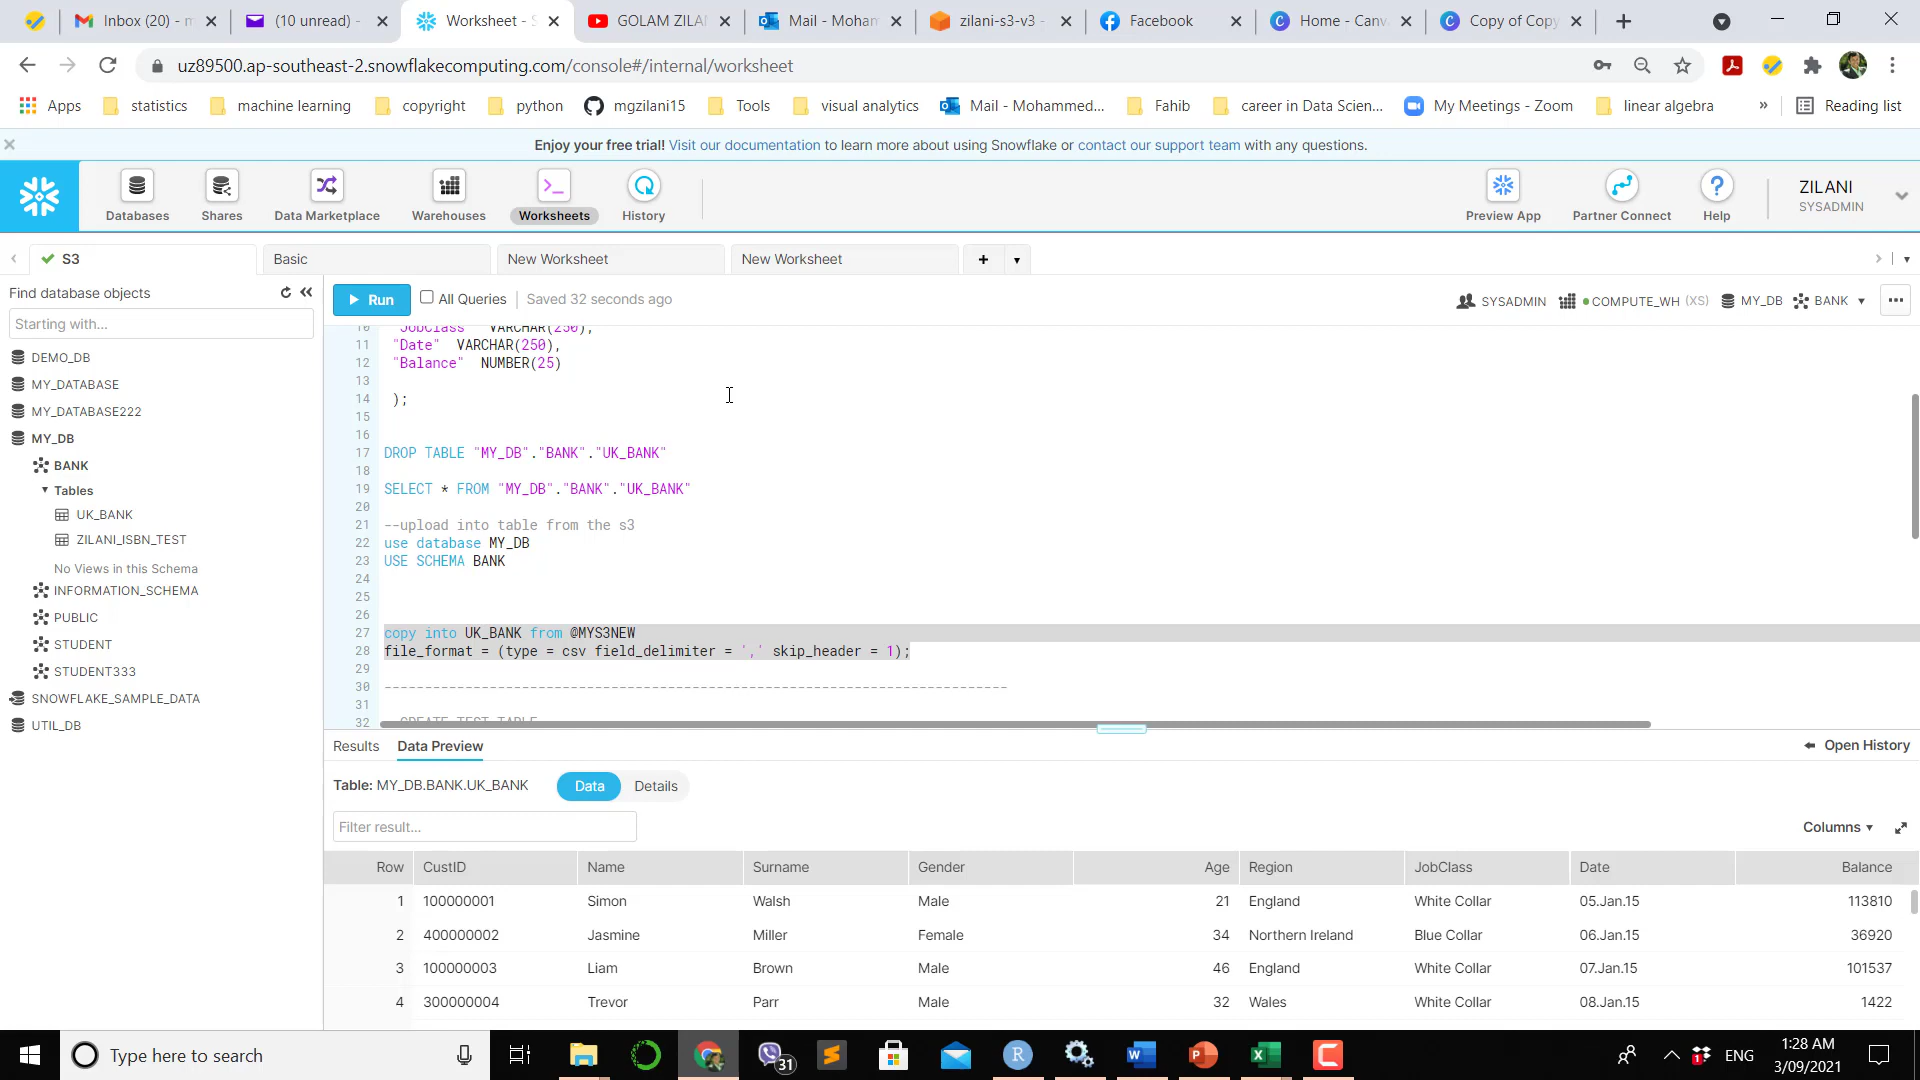 Inbox (20) - m
(10 unread) -
Worksheet - S
GOLAM ZILAN
Mail - Moham
zilani-s3-v3 -
Facebook
Home - Canv
Copy of Copy
uz89500.ap-southeast-2.snowflakecomputing.com/console#/internal/worksheet
Apps
statistics
machine learning
copyright
python
mgzilani15
Tools
visual analytics
Mail - Mohammed...
Fahib
career in Data Scien...
My Meetings - Zoom
linear algebra
»
Reading list
Enjoy your free trial! Visit our documentation to learn more about using Snowflake or contact our support team with any questions.
Databases
Shares
Data Marketplace
Warehouses
Worksheets
History
Preview App
Partner Connect
Help
ZILANI
SYSADMIN
S3
Basic
New Worksheet
New Worksheet
Find database objects
Starting with...
DEMO_DB
MY_DATABASE
MY_DATABASE222
MY_DB
BANK
Tables
UK_BANK
ZILANI_ISBN_TEST
No Views in this Schema
INFORMATION_SCHEMA
PUBLIC
STUDENT
STUDENT333
SNOWFLAKE_SAMPLE_DATA
UTIL_DB
Run
All Queries
Saved 32 seconds ago
SYSADMIN
COMPUTE_WH (XS)
MY_DB
BANK
10 "JobClass" VARCHAR(250),
11 "Date" VARCHAR(250),
12 "Balance" NUMBER(25)
13
14 );
15
16
17 DROP TABLE "MY_DB"."BANK"."UK_BANK"
18
19 SELECT * FROM "MY_DB"."BANK"."UK_BANK"
20
21 --upload into table from the s3
22 use database MY_DB
23 USE SCHEMA BANK
24
25
26
27 copy into UK_BANK from @MYS3NEW
28 file_format = (type = csv field_delimiter = ',' skip_header = 1);
29
30 -----------------------------------------------------------------------------
31
32 --CREATE TEST TABLE
Results
Data Preview
Open History
Table: MY_DB.BANK.UK_BANK
Data
Details
Filter result...
Columns
Row CustID Name Surname Gender Age Region JobClass Date Balance
1 100000001 Simon Walsh Male 21 England White Collar 05.Jan.15 113810
2 400000002 Jasmine Miller Female 34 Northern Ireland Blue Collar 06.Jan.15 36920
3 100000003 Liam Brown Male 46 England White Collar 07.Jan.15 101537
4 300000004 Trevor Parr Male 32 Wales White Collar 08.Jan.15 1422
Type here to search
31
ENG
1:28 AM
3/09/2021